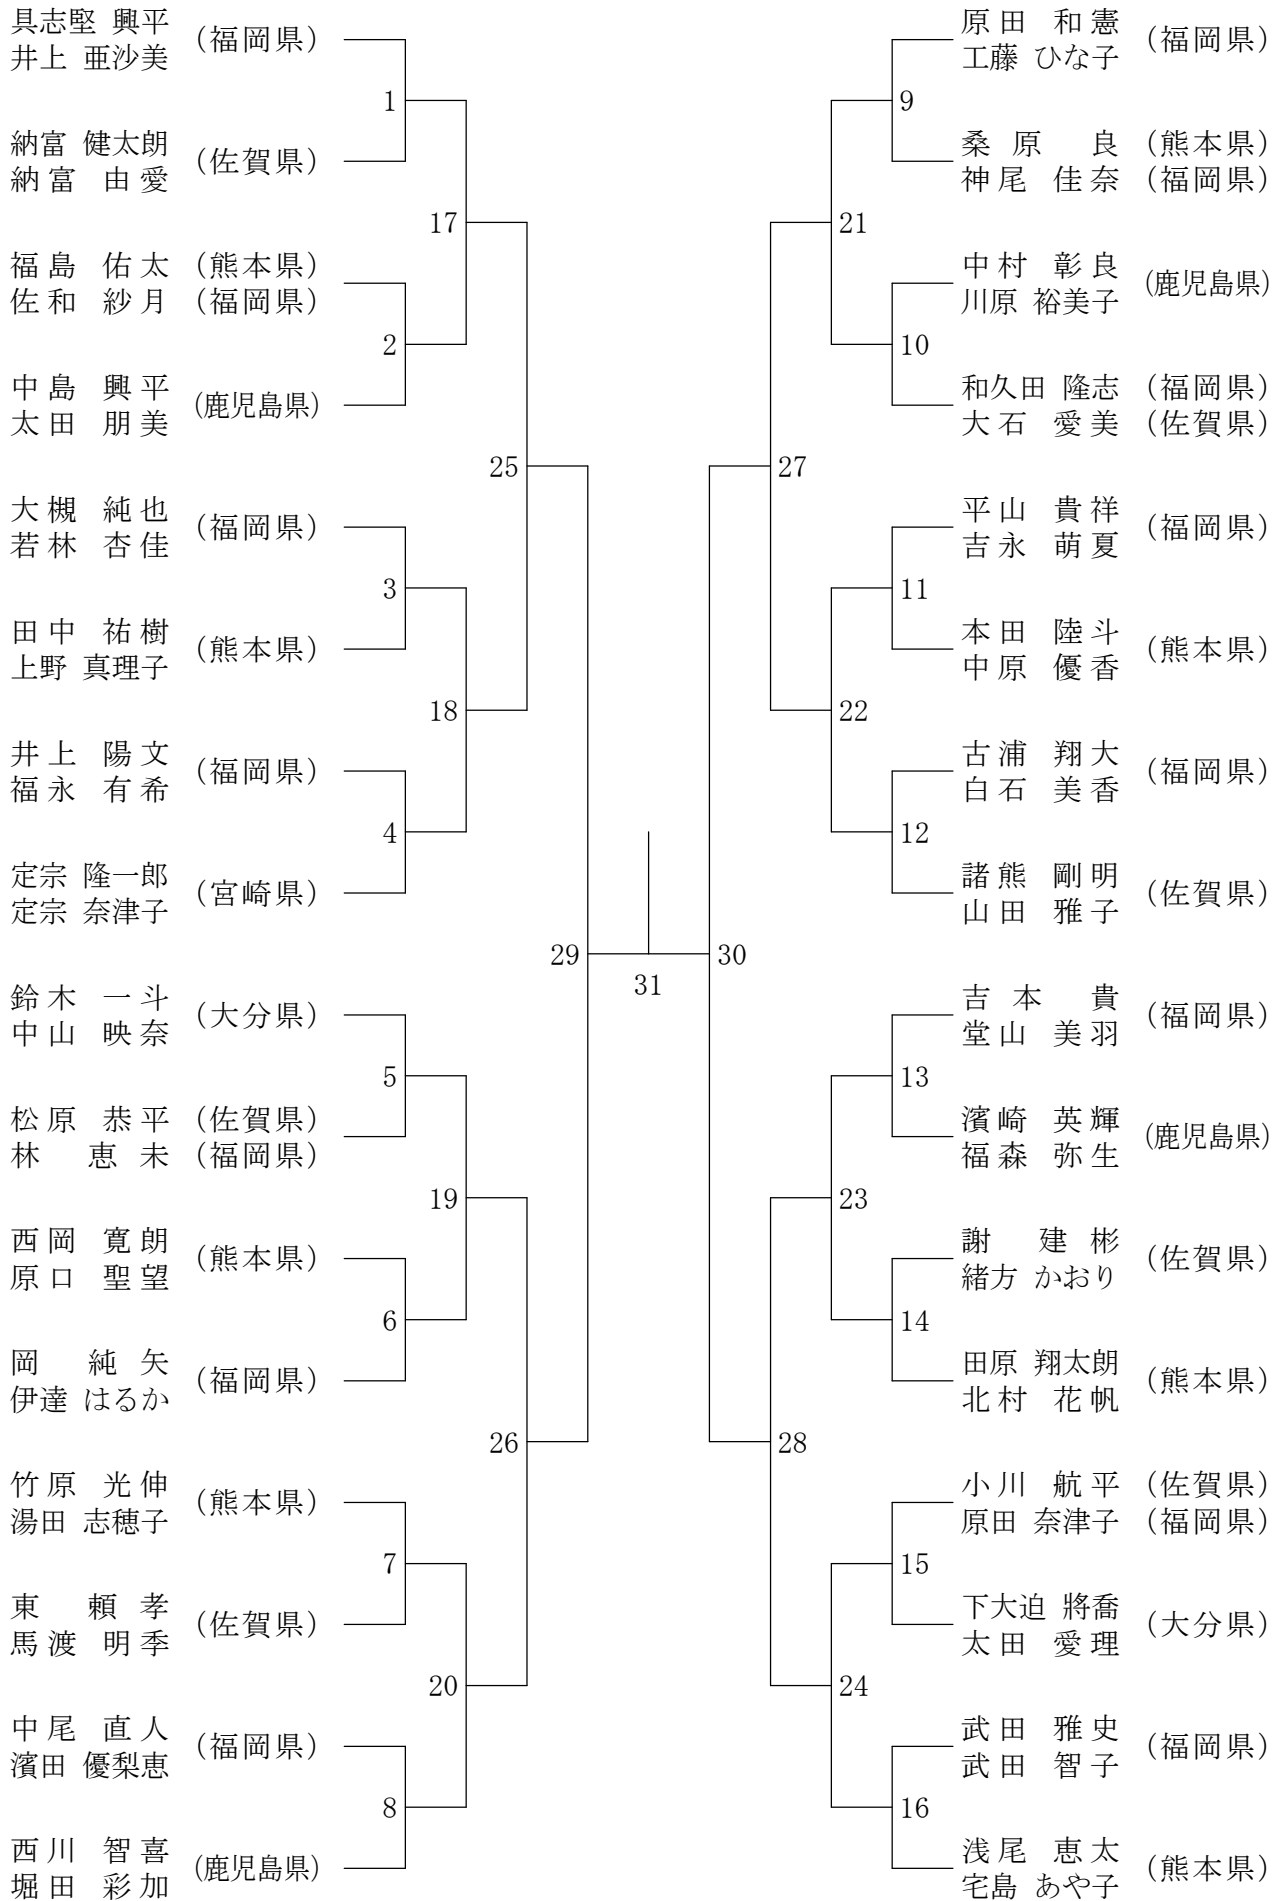 具志堅 興平 (福岡県)
井上 亜沙美
1
納富 健太朗 (佐賀県)
納富 由愛
17
福島 佑太 (熊本県)
佐和 紗月 (福岡県)
2
中島 興平 (鹿児島県)
太田 朋美
25
大槻 純也 (福岡県)
若林 杏佳
3
田中 祐樹 (熊本県)
上野 真理子
18
井上 陽文 (福岡県)
福永 有希
4
定宗 隆一郎 (宮崎県)
定宗 奈津子
29
鈴木 一斗 (大分県)
中山 映奈
5
松原 恭平 (佐賀県)
林 恵未 (福岡県)
19
西岡 寛朗 (熊本県)
原口 聖望
6
岡 純矢 (福岡県)
伊達 はるか
26
竹原 光伸 (熊本県)
湯田 志穂子
7
東 頼孝 (佐賀県)
馬渡 明季
20
中尾 直人 (福岡県)
濱田 優梨恵
8
西川 智喜 (鹿児島県)
堀田 彩加
31
原田 和憲 (福岡県)
工藤 ひな子
9
桑原 良 (熊本県)
神尾 佳奈 (福岡県)
21
中村 彰良 (鹿児島県)
川原 裕美子
10
和久田 隆志 (福岡県)
大石 愛美 (佐賀県)
27
平山 貴祥 (福岡県)
吉永 萌夏
11
本田 陸斗 (熊本県)
中原 優香
22
古浦 翔大 (福岡県)
白石 美香
12
諸熊 剛明 (佐賀県)
山田 雅子
30
吉本 貴 (福岡県)
堂山 美羽
13
濱崎 英輝 (鹿児島県)
福森 弥生
23
謝 建彬 (佐賀県)
緒方 かおり
14
田原 翔太朗 (熊本県)
北村 花帆
28
小川 航平 (佐賀県)
原田 奈津子 (福岡県)
15
下大迫 將喬 (大分県)
太田 愛理
24
武田 雅史 (福岡県)
武田 智子
16
浅尾 恵太 (熊本県)
宅島 あや子